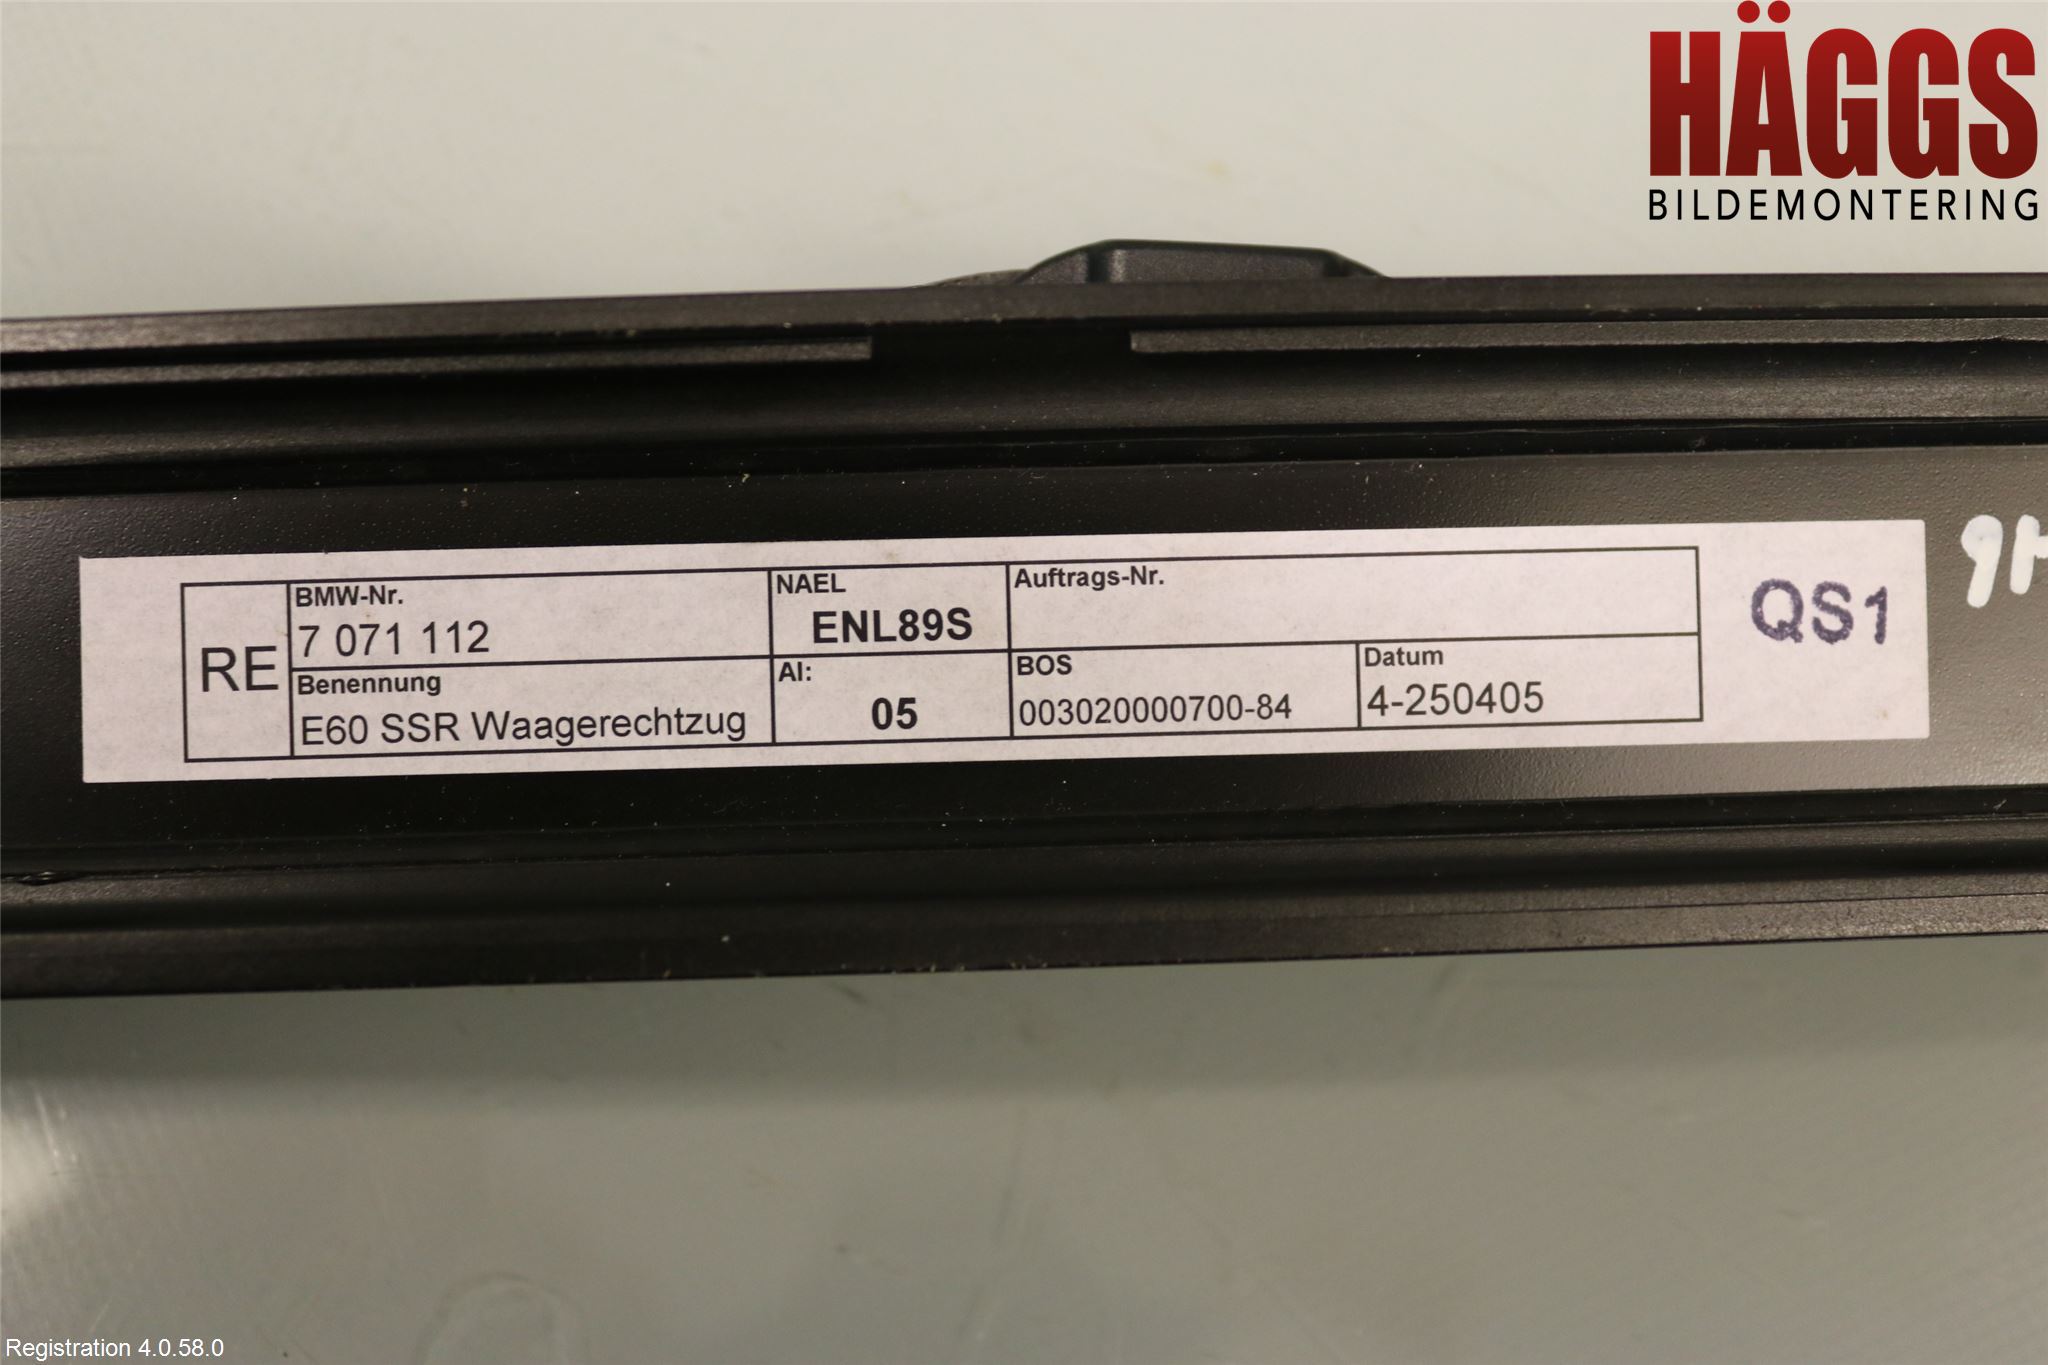 HÄGGS
BILDEMONTERING
RE
BMW-Nr.
7 071 112
NAEL
ENL89S
Auftrags-Nr.
Benennung
E60 SSR Waagerechtzug
AI:
05
BOS
003020000700-84
Datum
4-250405
QS1
Registration 4.0.58.0